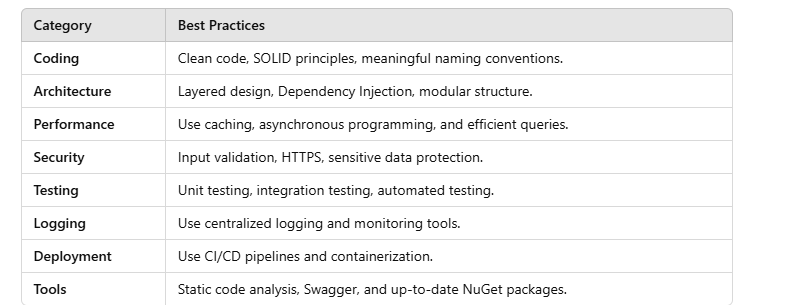 Category Best Practices
Coding Clean code, SOLID principles, meaningful naming conventions.
Architecture Layered design, Dependency Injection, modular structure.
Performance Use caching, asynchronous programming, and efficient queries.
Security Input validation, HTTPS, sensitive data protection.
Testing Unit testing, integration testing, automated testing.
Logging Use centralized logging and monitoring tools.
Deployment Use CI/CD pipelines and containerization.
Tools Static code analysis, Swagger, and up-to-date NuGet packages.